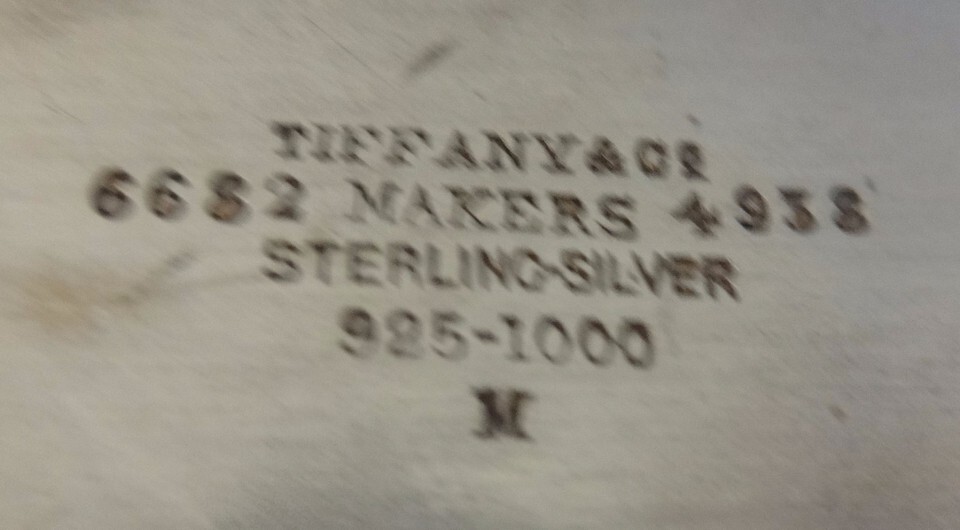 TIFFANY & Co
6682 MAKERS 4938
STERLING-SILVER
925-1000
M